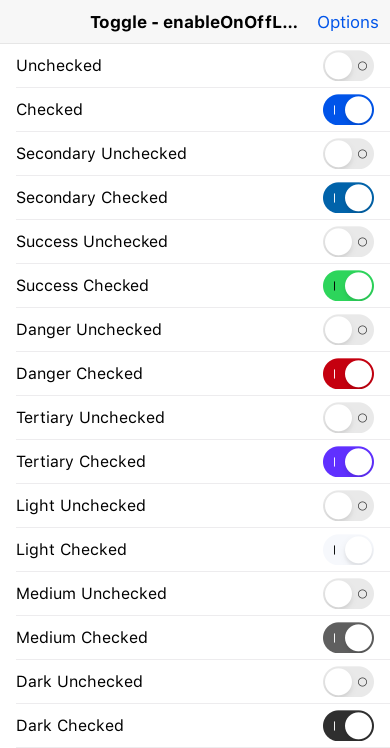 Toggle - enableOnOffL...
Options
Unchecked
Checked
Secondary Unchecked
Secondary Checked
Success Unchecked
Success Checked
Danger Unchecked
Danger Checked
Tertiary Unchecked
Tertiary Checked
Light Unchecked
Light Checked
Medium Unchecked
Medium Checked
Dark Unchecked
Dark Checked